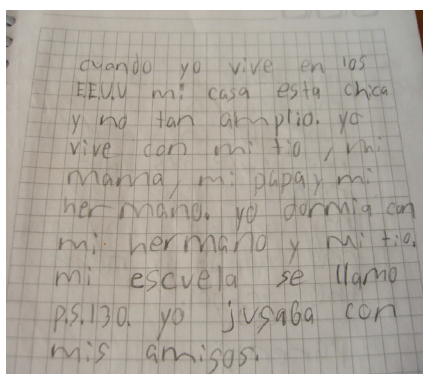 cuando yo vive en los
EE.U.V mi casa esta chica
y no tan amplio. yo
vive con mi tio, mi
mama, mi papa y mi
hermano. yo dormia con
mi hermano y mi tio.
mi escuela se llamo
p.s.130. yo jugaba con
mis amigos.